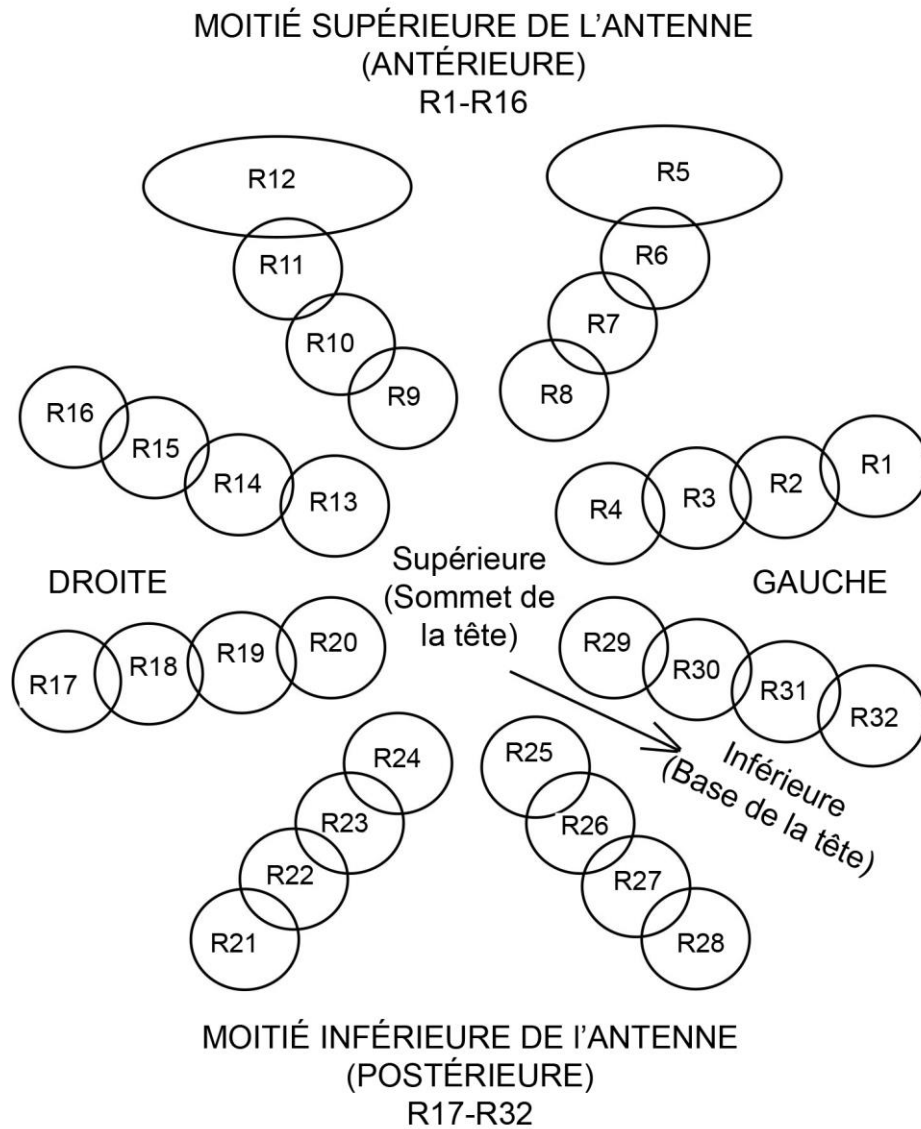 MOITIÉ SUPÉRIEURE DE L’ANTENNE
(ANTÉRIEURE)
R1-R16
R12
R5
R11
R6
R10
R7
R9
R8
R16
R15
R14
R13
R1
R2
R3
R4
DROITE
Supérieure
(Sommet de
la tête)
GAUCHE
R17
R18
R19
R20
R29
R30
R31
R32
Inférieure
(Base de la tête)
R24
R23
R22
R21
R25
R26
R27
R28
MOITIÉ INFÉRIEURE DE l’ANTENNE
(POSTÉRIEURE)
R17-R32